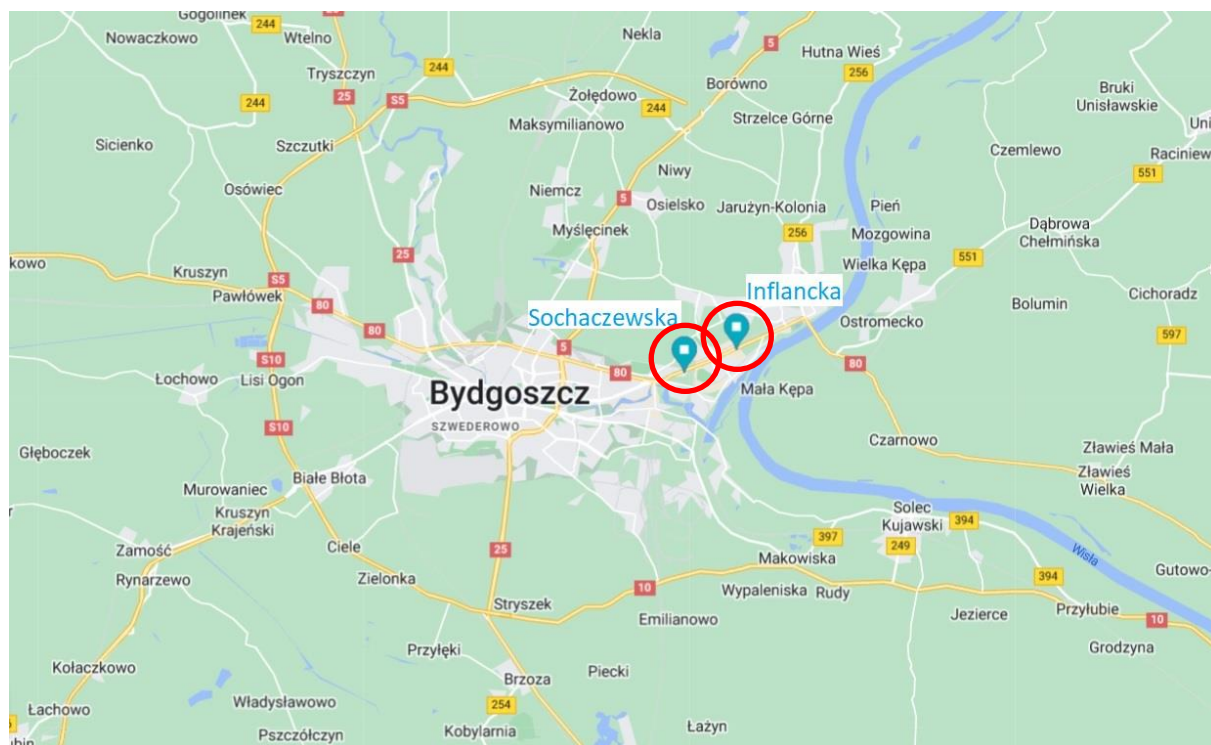 Gogolinek
244
Nowaczkowo
Wtelno
Nekla
5
Hutna Wieś
Tryszczyn
244
256
25
S5
Borówno
Bruki
Unisławskie
244
Żołędowo
244
Maksymilianowo
Strzelce Górne
Uni
Sicienko
Szczutki
Czemlewo
Raciniew
Niwy
551
Osówiec
Niemcz
5
Osielsko
Jarużyn-Kolonia
Pień
Myślęcinek
256
Mozgowina
Dąbrowa
Chełmińska
25
551
kowo
Kruszyn
S5
Wielka Kępa
Pawłówek
80
Inflancka
Bolumin
Cichoradz
Sochaczewska
80
Ostromecko
597
5
S10
80
80
Łochowo
Lisi Ogon
Bydgoszcz
Mała Kępa
SZWEDEROWO
S10
Czarnowo
Głęboczek
Zławieś Mała
Zławieś
Wielka
Białe Błota
Murowaniec
Kruszyn
Krajeński
Solec
Kujawski
394
397
249
25
Zamość
Ciele
Makowiska
Wisła
Rynarzewo
Zielonka
10
Wypaleniska
Rudy
394
Gutowo-
Stryszek
Emilianowo
Jezierce
Przyłubie
10
Przyłęki
Grodzyna
Kołaczkowo
Piecki
Brzoza
Władysławowo
254
Łachowo
Łażyn
Kobylarnia
Pszczółczyn
ubin